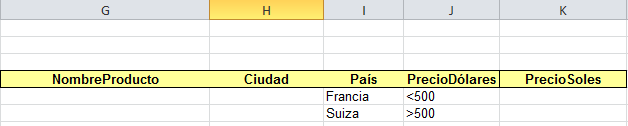 G H I J K
NombreProducto Ciudad País PrecioDólares PrecioSoles
Francia <500
Suiza >500